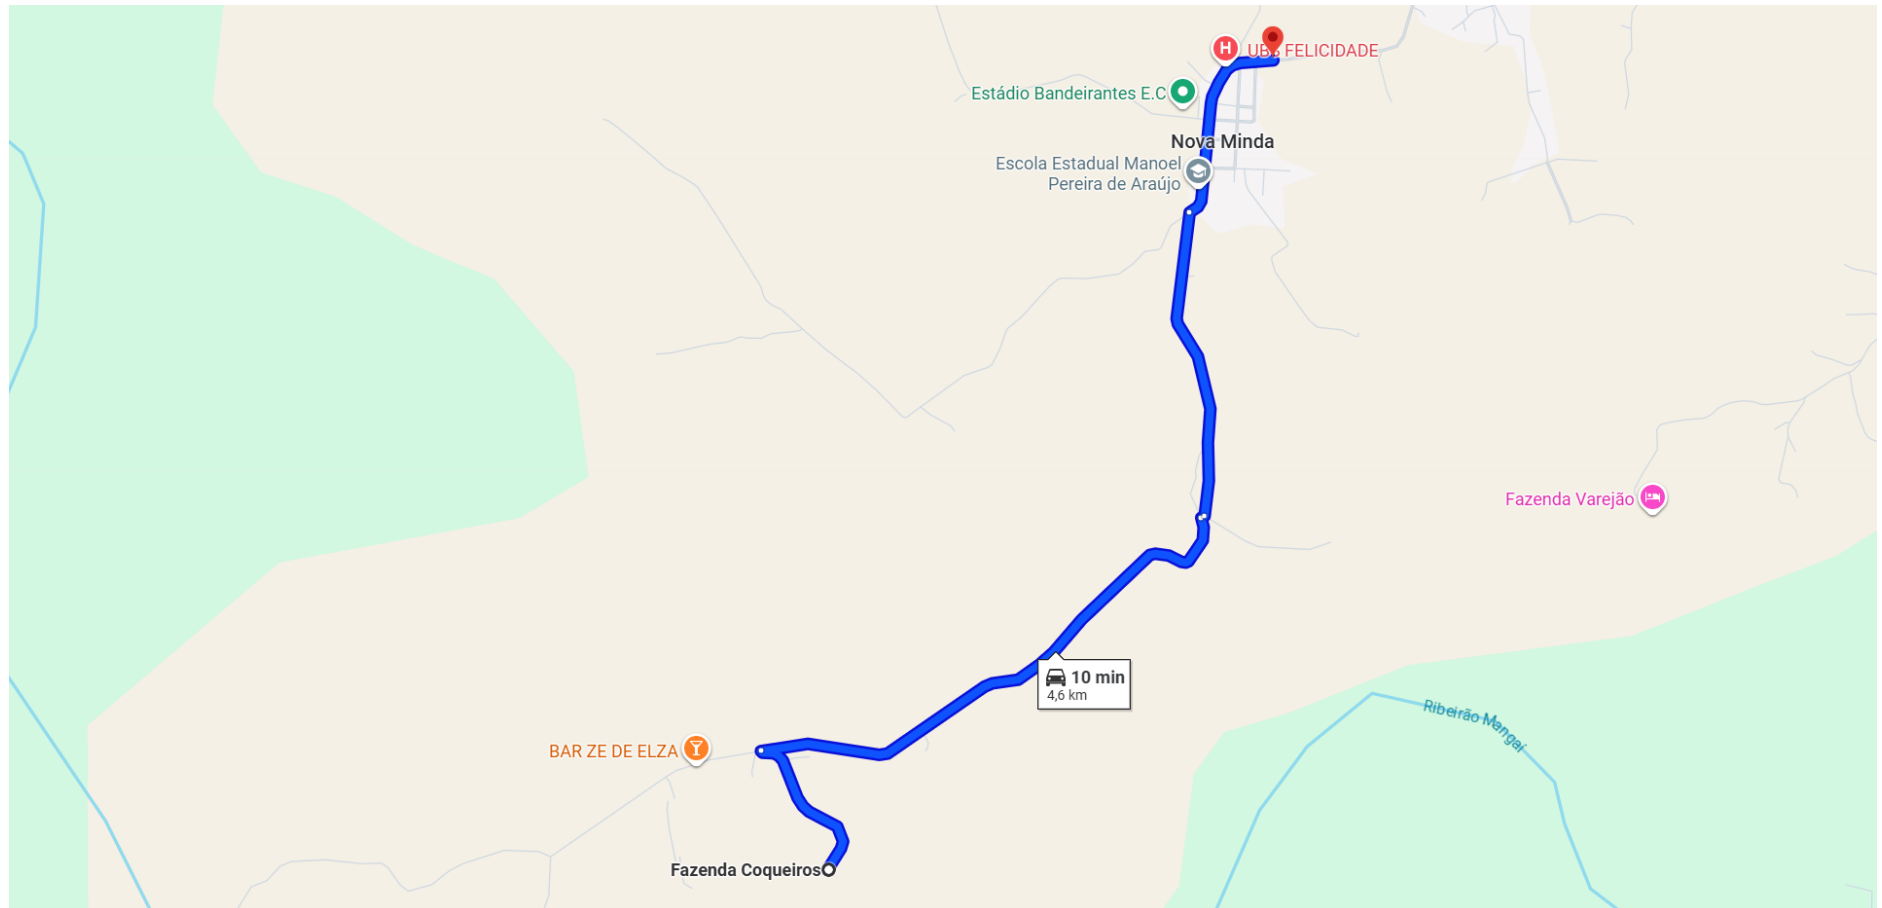 UBS FELICIDADE
Estádio Bandeirantes E.C
Nova Minda
Escola Estadual Manoel
Pereira de Araújo
Fazenda Varejão
10 min
4,6 km
Ribeirão Mangaí
BAR ZE DE ELZA
Fazenda Coqueiros